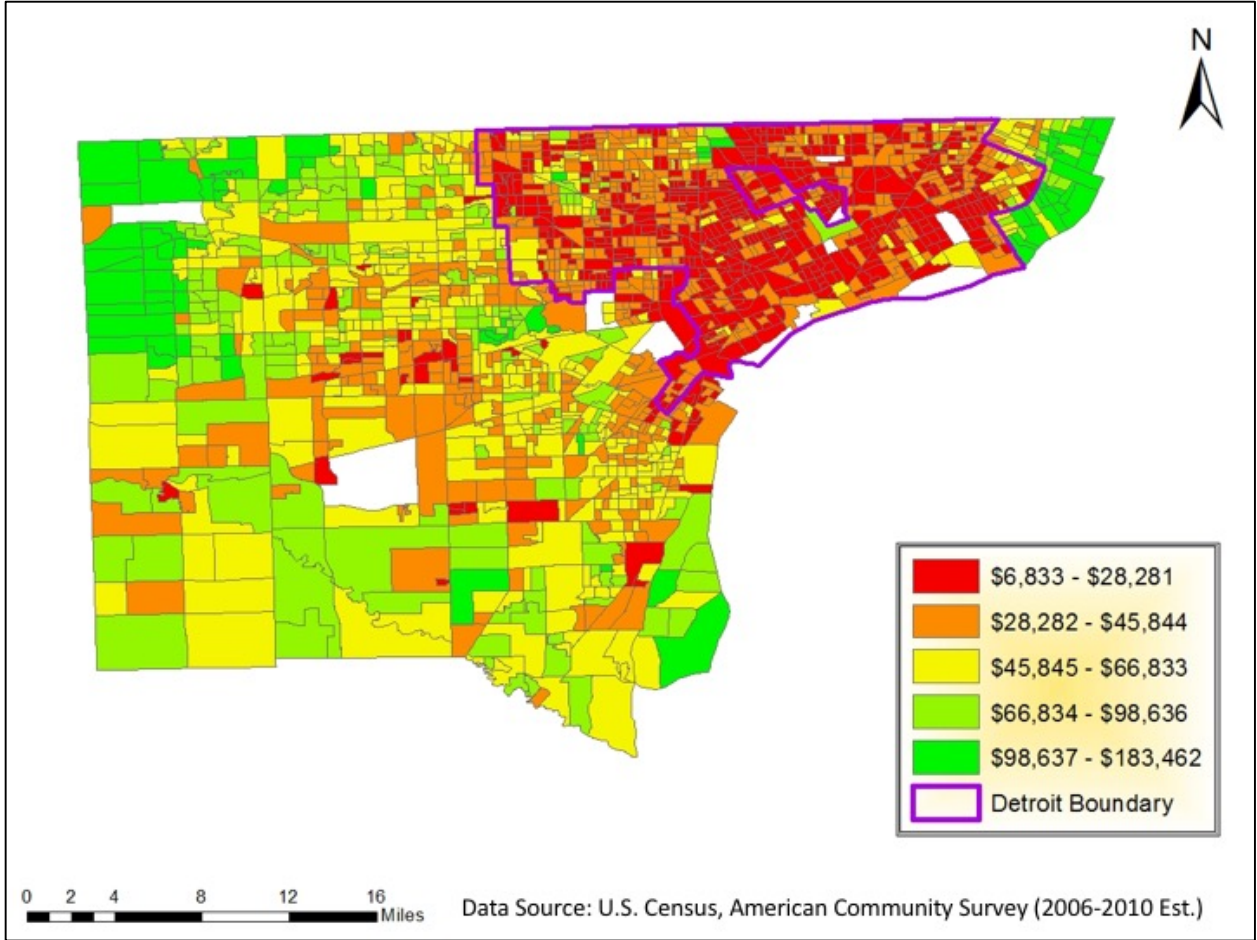 N
$6,833 - $28,281
$28,282 - $45,844
$45,845 - $66,833
$66,834 - $98,636
$98,637 - $183,462
Detroit Boundary
0 2 4 8 12 16
Miles
Data Source: U.S. Census, American Community Survey (2006-2010 Est.)